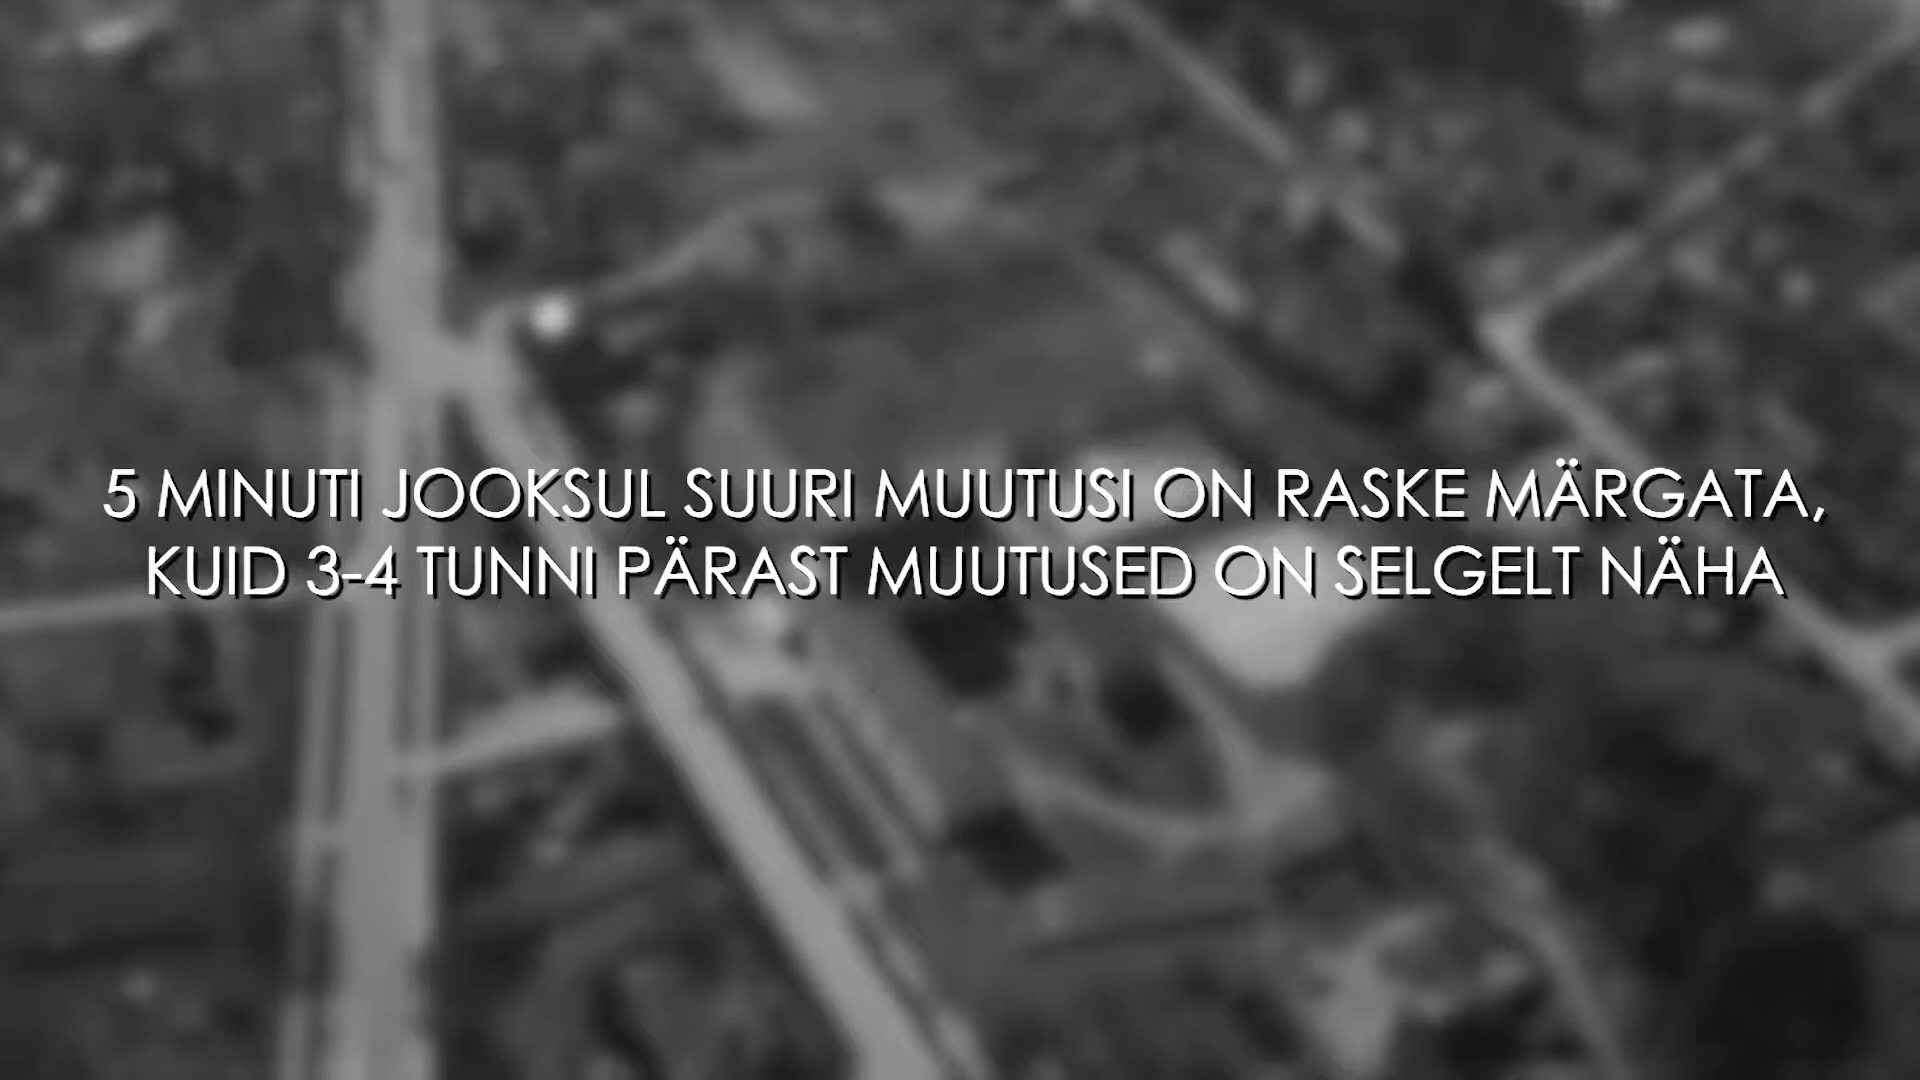 5 MINUTI JOOKSUL SUURI MUUTUSI ON RASKE MÄRGATA,
KUID 3-4 TUNNI PÄRAST MUUTUSED ON SELGELT NÄHA